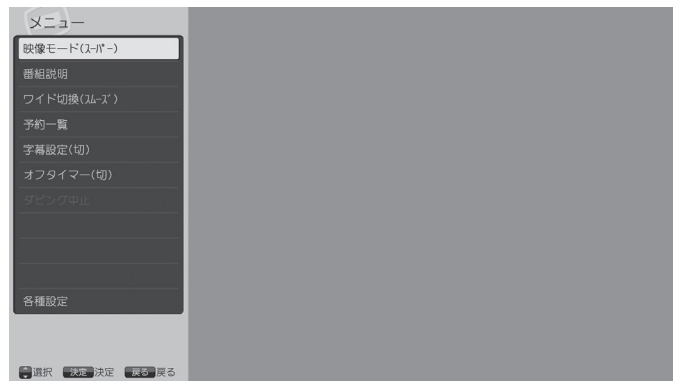 メニュー
映像モード(ｽｰﾊﾟｰ)
番組説明
ワイド切換(ｽﾑｰｽﾞ)
予約一覧
字幕設定(切)
オフタイマー(切)
ダビング中止
各種設定
選択 決定 決定 戻る 戻る